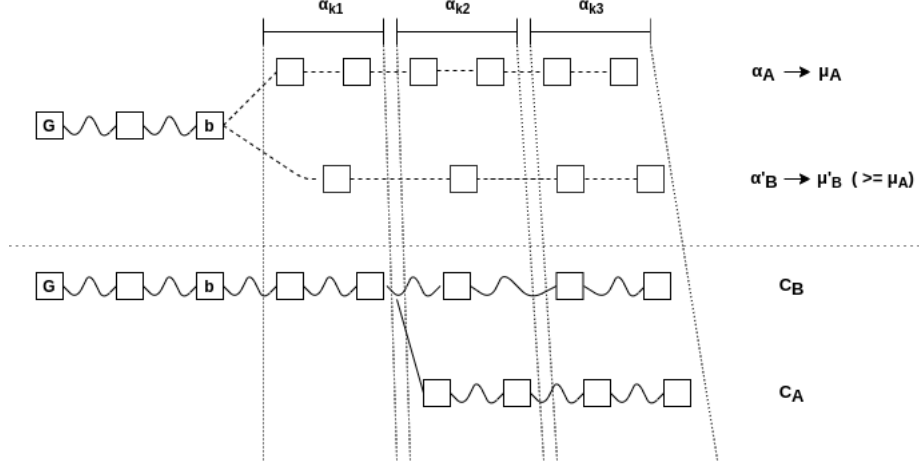 αk1 αk2 αk3
αA → μA
G b
α'B → μ'B ( >= μA)
G b CB
CA